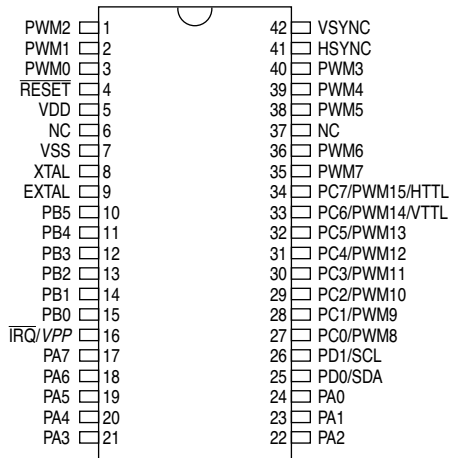 PWM2 1 42 VSYNC
PWM1 2 41 HSYNC
PWM0 3 40 PWM3
RESET 4 39 PWM4
VDD 5 38 PWM5
NC 6 37 NC
VSS 7 36 PWM6
XTAL 8 35 PWM7
EXTAL 9 34 PC7/PWM15/HTTL
PB5 10 33 PC6/PWM14/VTTL
PB4 11 32 PC5/PWM13
PB3 12 31 PC4/PWM12
PB2 13 30 PC3/PWM11
PB1 14 29 PC2/PWM10
PB0 15 28 PC1/PWM9
IRQ/VPP 16 27 PC0/PWM8
PA7 17 26 PD1/SCL
PA6 18 25 PD0/SDA
PA5 19 24 PA0
PA4 20 23 PA1
PA3 21 22 PA2